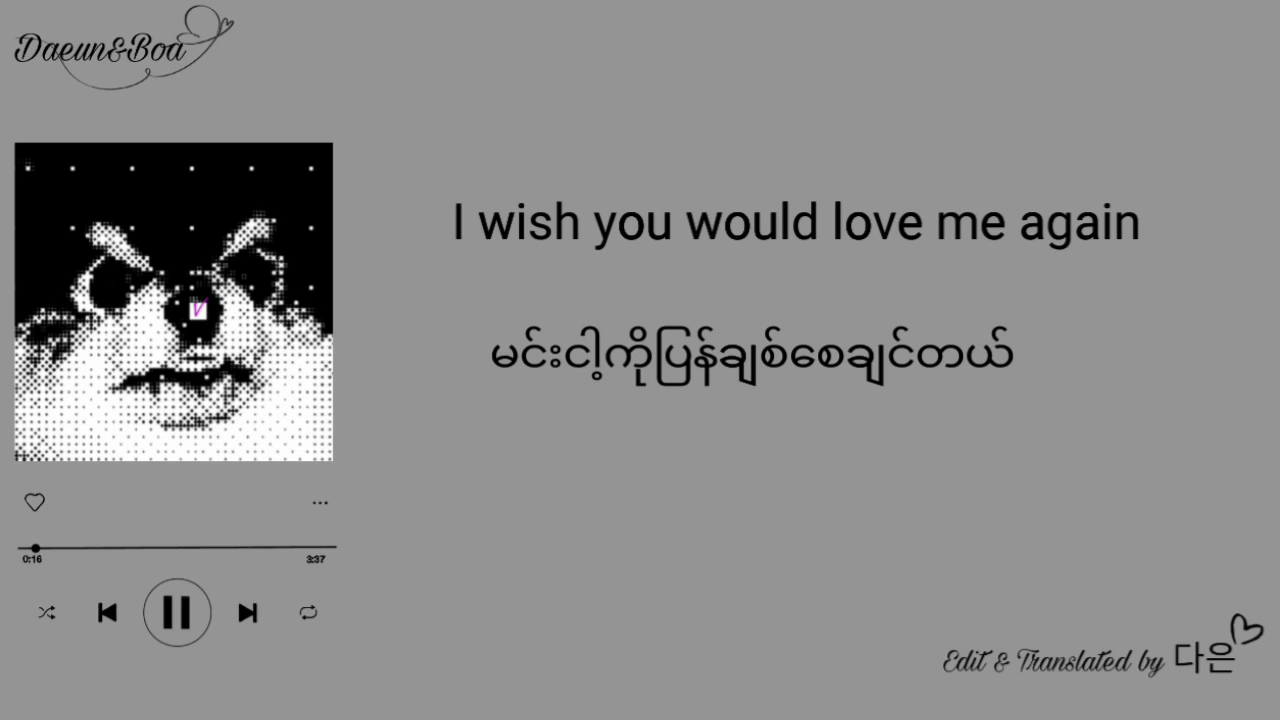 Daeun&Boa
I wish you would love me again
မင်းငါ့ကိုပြန်ချစ်စေချင်တယ်
V
0:16
3:37
Edit & Translated by 다은